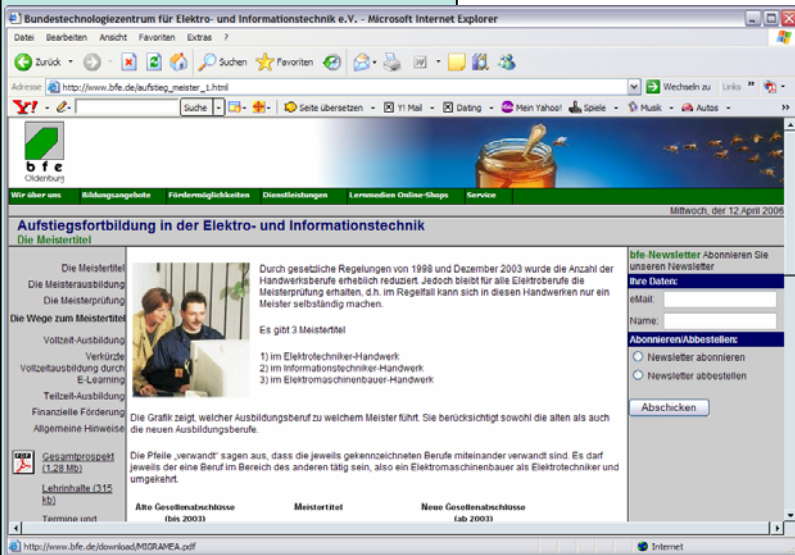 Bundestechnologiezentrum für Elektro- und Informationstechnik e.V. - Microsoft Internet Explorer
Datei Bearbeiten Ansicht Favoriten Extras ?
Zurück Suchen Favoriten
Adresse http://www.bfe.de/aufstieg_meister_1.html Wechseln zu Links
Y! Suche Seite übersetzen Y! Mail Dating Mein Yahoo! Spiele Musik Autos
bfe
Oldenburg
Wir über uns Bildungsangebote Fördermöglichkeiten Dienstleistungen Lernmedien Online-Shops Service
Mittwoch, der 12.April 2006
Aufstiegsfortbildung in der Elektro- und Informationstechnik
Die Meistertitel
Die Meistertitel
Die Meisterausbildung
Die Meisterprüfung
Die Wege zum Meistertitel
Vollzeit-Ausbildung
Verkürzte
Vollzeitausbildung durch
E-Learning
Teilzeit-Ausbildung
Finanzielle Förderung
Allgemeine Hinweise
Gesamtprospekt
(1.28 Mb)
Lehrinhalte (315
kb)
Termine und
Durch gesetzliche Regelungen von 1998 und Dezember 2003 wurde die Anzahl der
Handwerksberufe erheblich reduziert. Jedoch bleibt für alle Elektroberufe die
Meisterprüfung erhalten, d.h. im Regelfall kann sich in diesen Handwerken nur ein
Meister selbständig machen.
Es gibt 3 Meistertitel
1) im Elektrotechniker-Handwerk
2) im Informationstechniker-Handwerk
3) im Elektromaschinenbauer-Handwerk
Die Grafik zeigt, welcher Ausbildungsberuf zu welchem Meister führt. Sie berücksichtigt sowohl die alten als auch
die neuen Ausbildungsberufe.
Die Pfeile „verwandt" sagen aus, dass die jeweils gekennzeichneten Berufe miteinander verwandt sind. Es darf
jeweils der eine Beruf im Bereich des anderen tätig sein, also ein Elektromaschinenbauer als Elektrotechniker und
umgekehrt.
Alte Gesellenabschlüsse Meistertitel Neue Gesellenabschlüsse
(bis 2003) (ab 2003)
bfe-Newsletter Abonnieren Sie
unseren Newsletter
Ihre Daten:
eMail:
Name:
Abonnieren/Abbestellen:
Newsletter abonnieren
Newsletter abbestellen
Abschicken
http://www.bfe.de/download/MIGRAMEA.pdf Internet